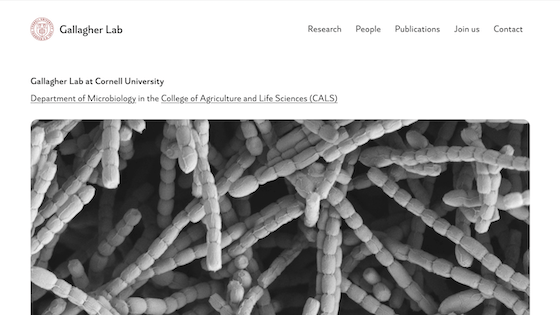 Gallagher Lab
Research People Publications Join us Contact
Gallagher Lab at Cornell University
Department of Microbiology in the College of Agriculture and Life Sciences (CALS)